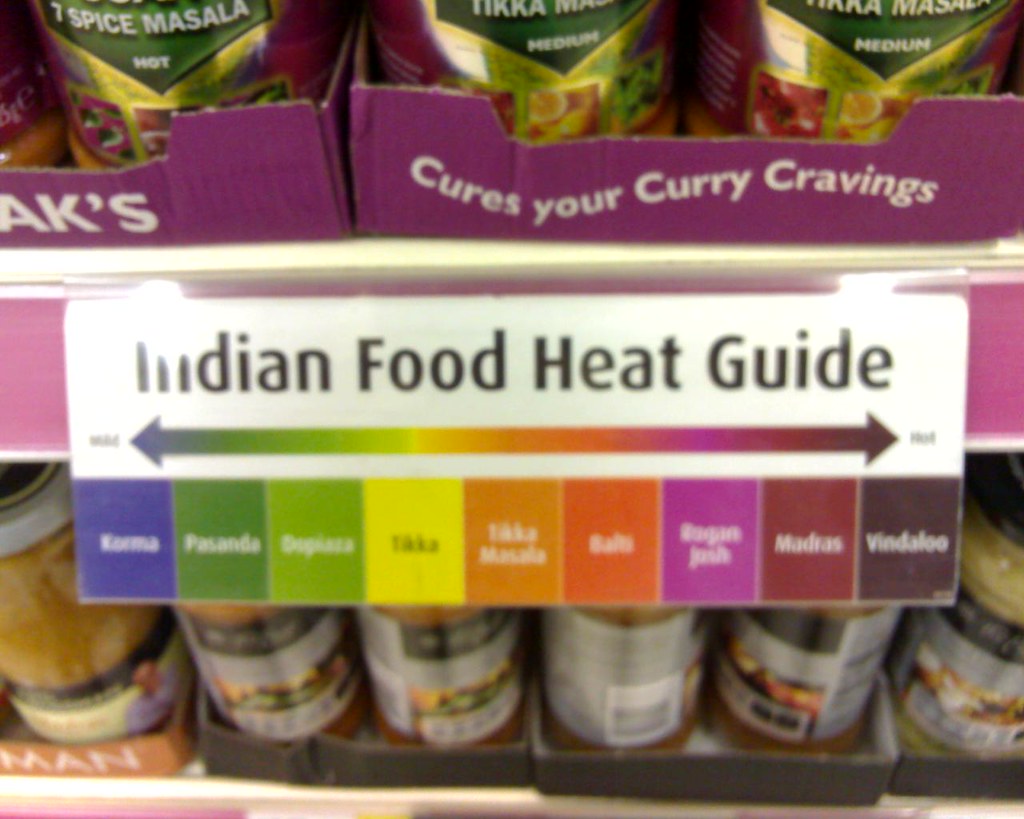 7 SPICE MASALA
HOT
TIKKA MASALA
MEDIUM
TIKKA MASALA
MEDIUM
AK'S
Cures your Curry Cravings
Indian Food Heat Guide
Mild
Hot
Korma
Pasanda
Dopiaza
Tikka
Tikka
Masala
Balti
Rogan
Josh
Madras
Vindaloo
MAN